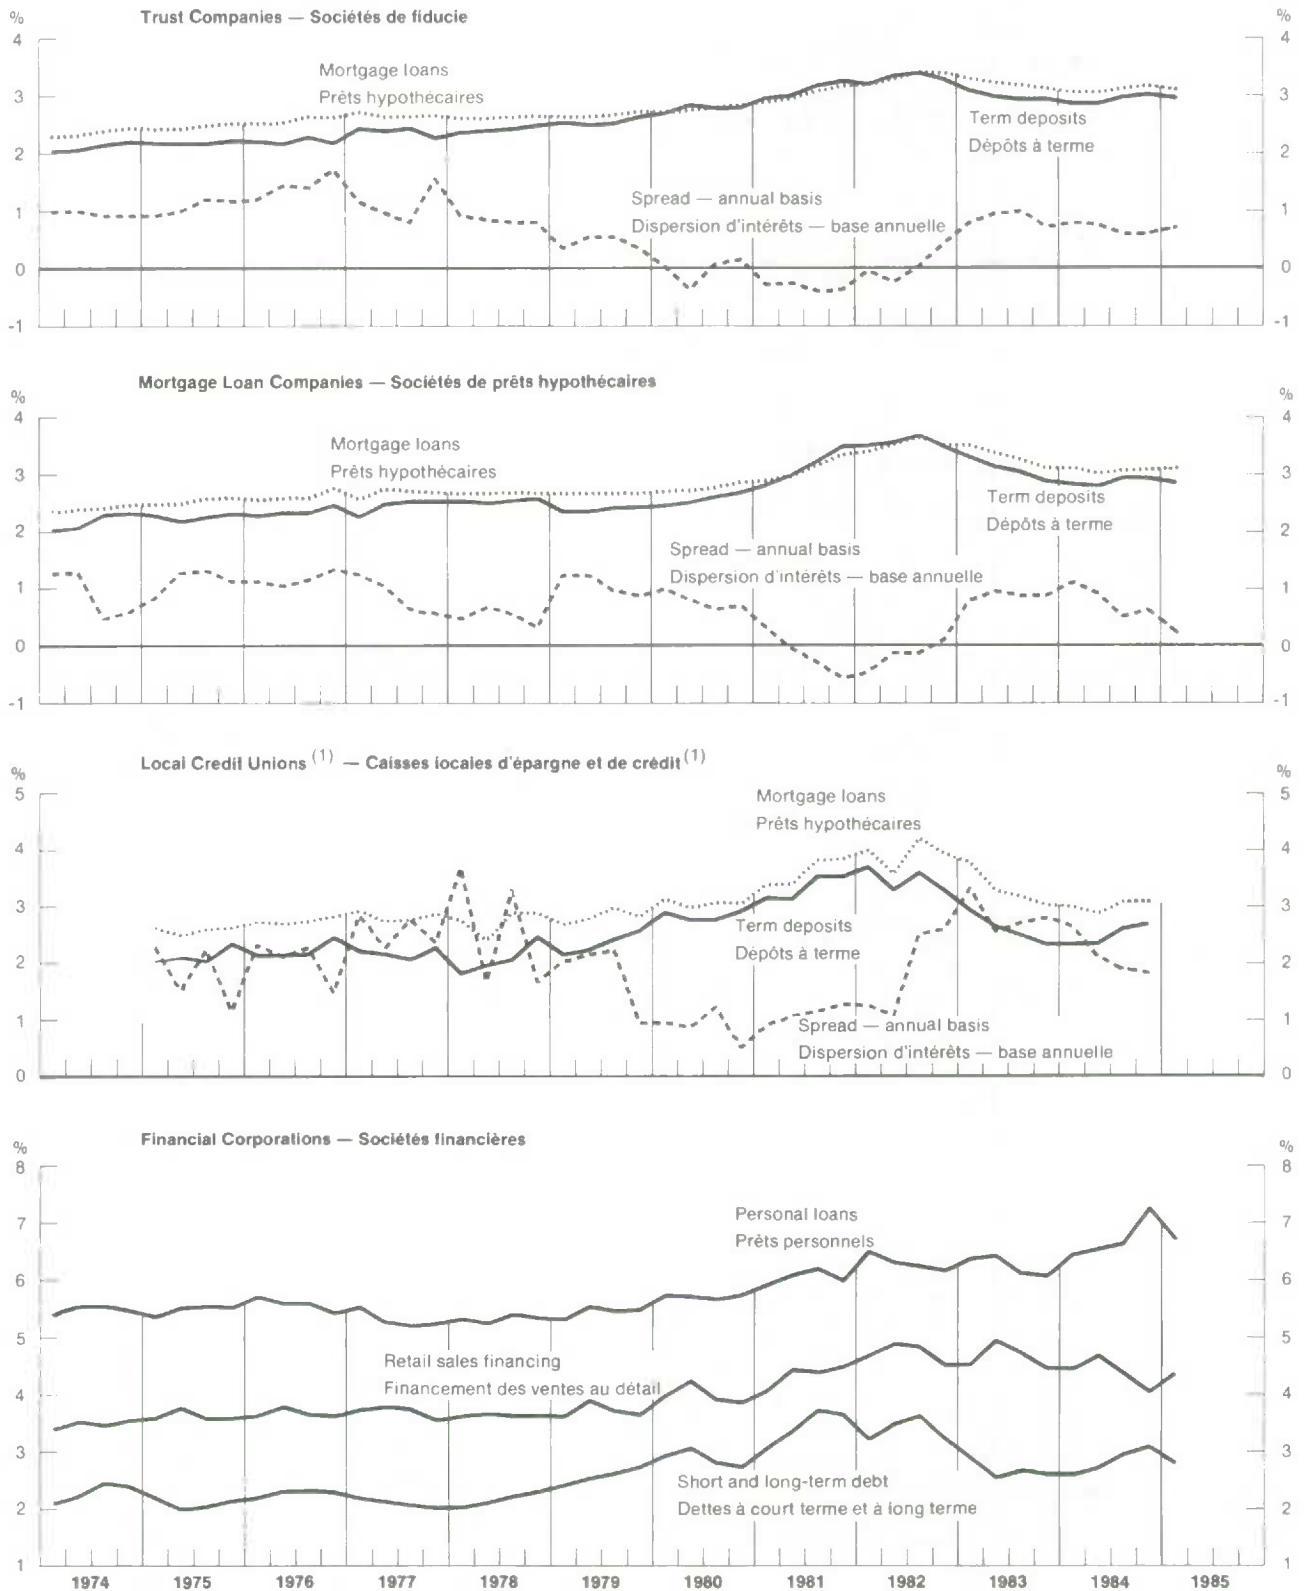 Trust Companies — Sociétés de fiducie
% %
4 4
Mortgage loans
Prêts hypothécaires
3 3
Term deposits
Dépôts à terme
2 2
Spread — annual basis
1 1
Dispersion d'intérêts — base annuelle
0 0
-1 -1
Mortgage Loan Companies — Sociétés de prêts hypothécaires
% %
4 4
Mortgage loans
Prêts hypothécaires
3 3
Term deposits
Dépôts à terme
2 2
Spread — annual basis
Dispersion d'intérêts — base annuelle
1 1
0 0
-1 -1
Local Credit Unions (1) — Caisses locales d'épargne et de crédit (1)
% %
5 5
Mortgage loans
Prêts hypothécaires
4 4
3 3
Term deposits
Dépôts à terme
2 2
1 1
Spread — annual basis
Dispersion d'intérêts — base annuelle
0 0
Financial Corporations — Sociétés financières
% %
8 8
Personal loans
7 7
Prêts personnels
6 6
5 5
Retail sales financing
Financement des ventes au détail
4 4
3 3
Short and long-term debt
Dettes à court terme et à long terme
2 2
1 1
1974 1975 1976 1977 1978 1979 1980 1981 1982 1983 1984 1985